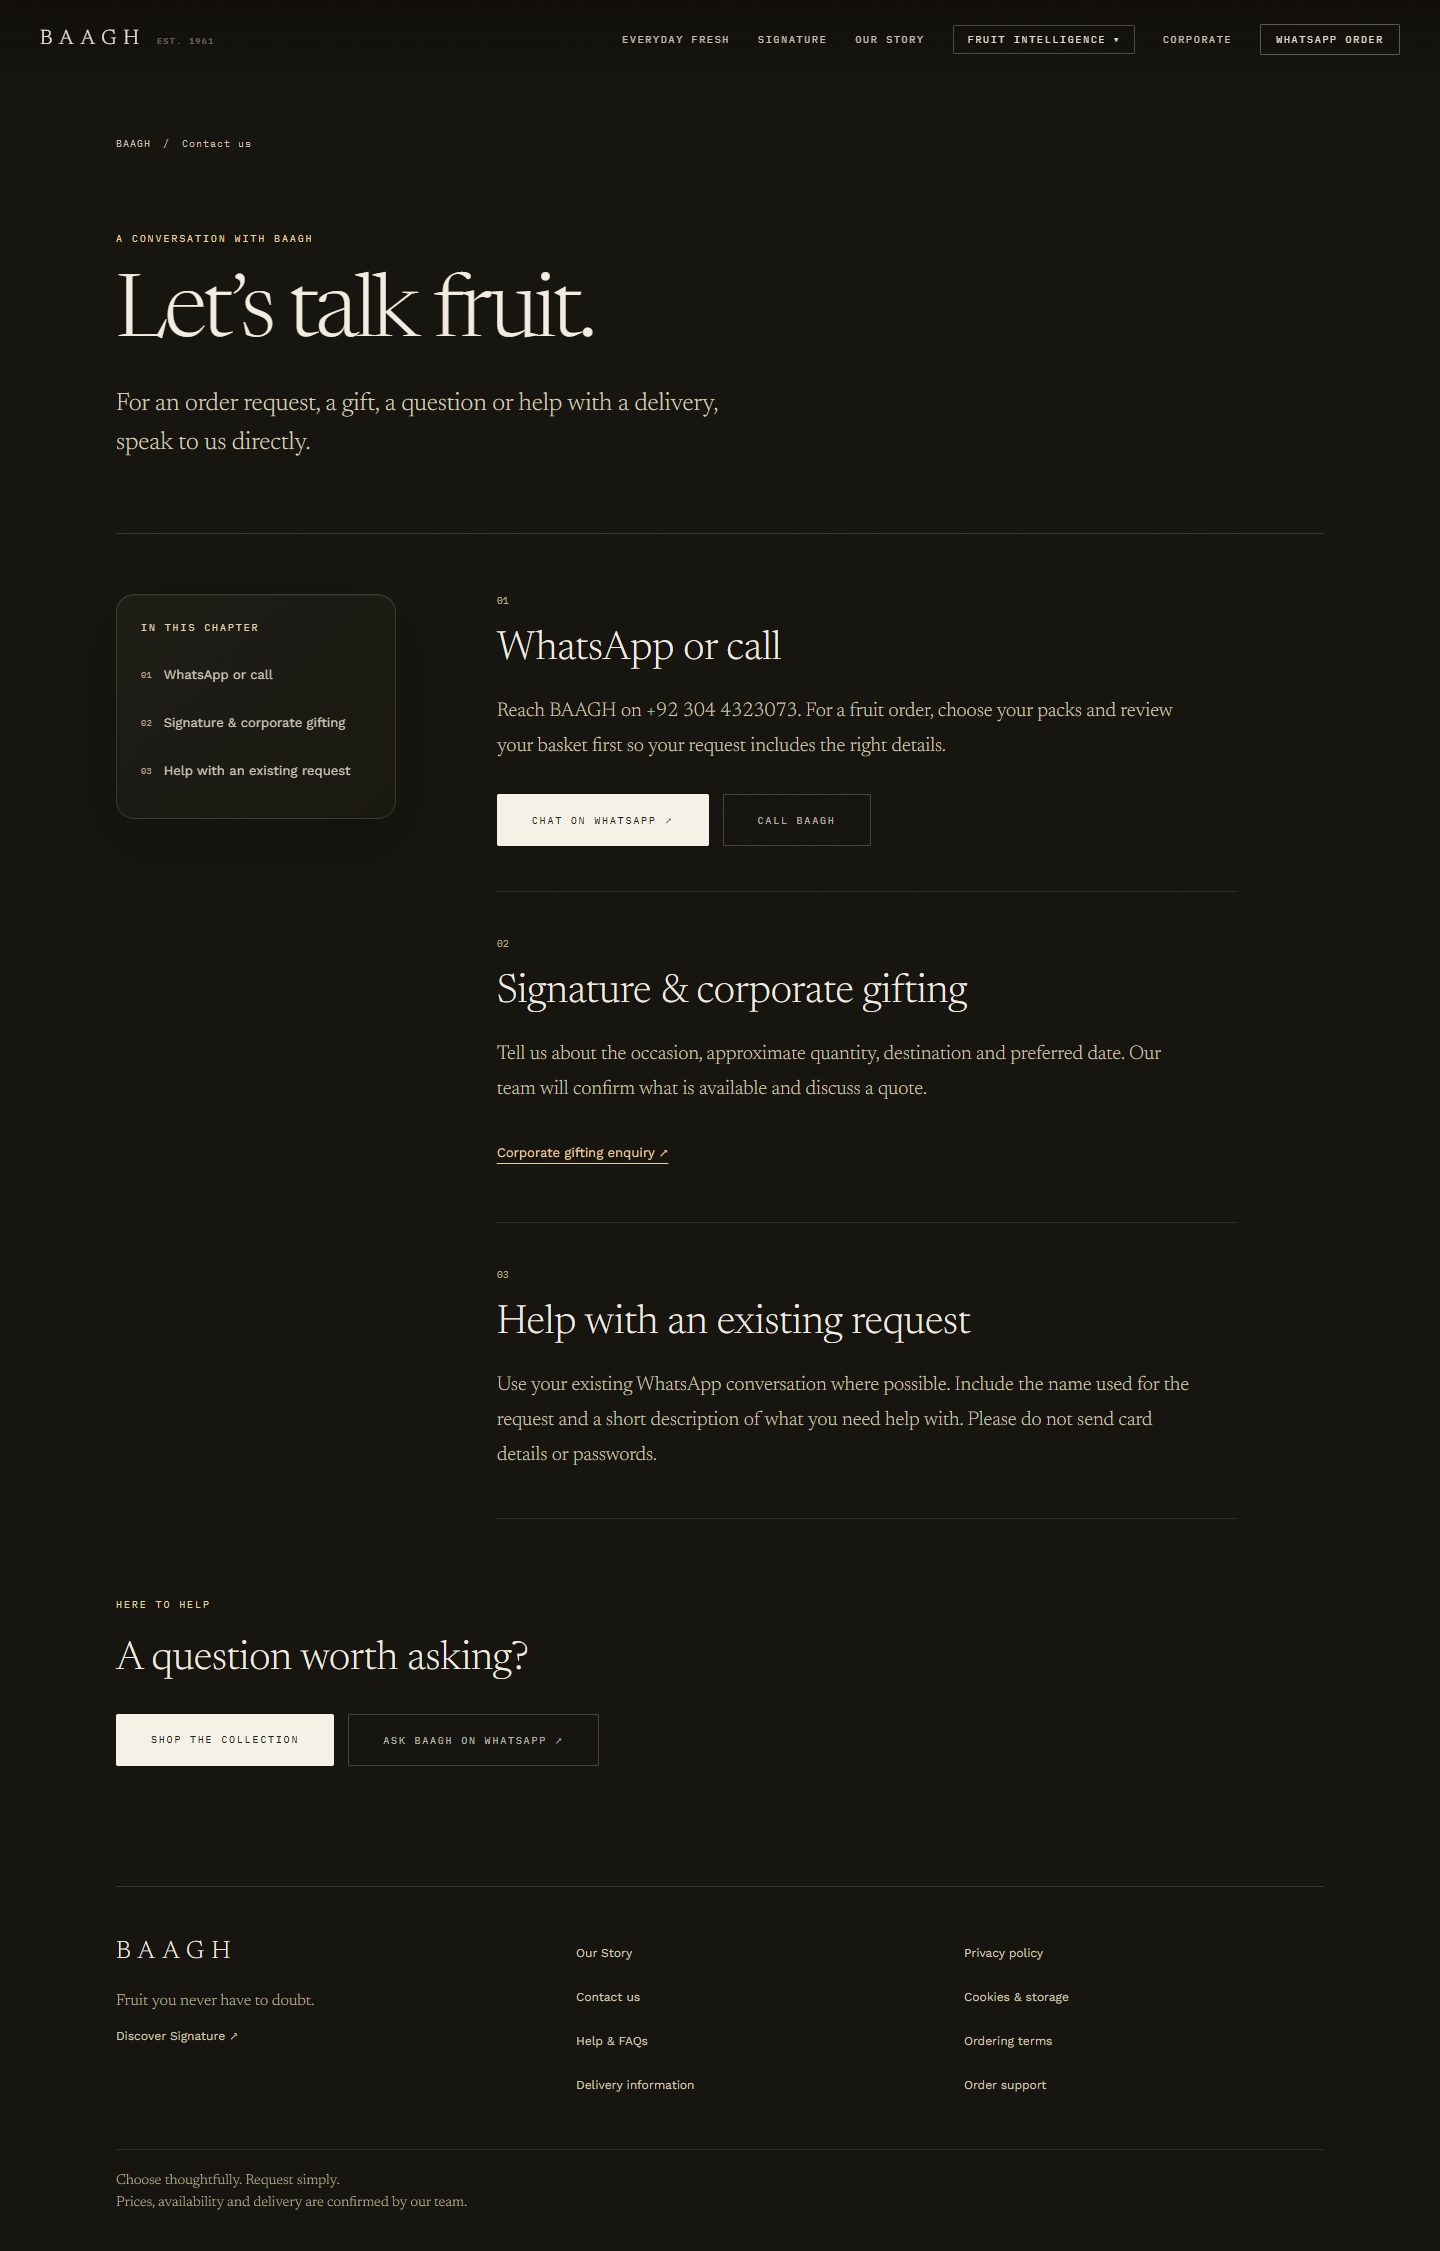 BAAGH EST. 1961
EVERYDAY FRESH SIGNATURE OUR STORY FRUIT INTELLIGENCE ▾ CORPORATE WHATSAPP ORDER
BAAGH / Contact us
A CONVERSATION WITH BAAGH
Let’s talk fruit.
For an order request, a gift, a question or help with a delivery,
speak to us directly.
IN THIS CHAPTER
01 WhatsApp or call
02 Signature & corporate gifting
03 Help with an existing request
01
WhatsApp or call
Reach BAAGH on +92 304 4323073. For a fruit order, choose your packs and review
your basket first so your request includes the right details.
CHAT ON WHATSAPP ↗ CALL BAAGH
02
Signature & corporate gifting
Tell us about the occasion, approximate quantity, destination and preferred date. Our
team will confirm what is available and discuss a quote.
Corporate gifting enquiry ↗
03
Help with an existing request
Use your existing WhatsApp conversation where possible. Include the name used for the
request and a short description of what you need help with. Please do not send card
details or passwords.
HERE TO HELP
A question worth asking?
SHOP THE COLLECTION ASK BAAGH ON WHATSAPP ↗
BAAGH
Fruit you never have to doubt.
Discover Signature ↗
Our Story
Contact us
Help & FAQs
Delivery information
Privacy policy
Cookies & storage
Ordering terms
Order support
Choose thoughtfully. Request simply.
Prices, availability and delivery are confirmed by our team.